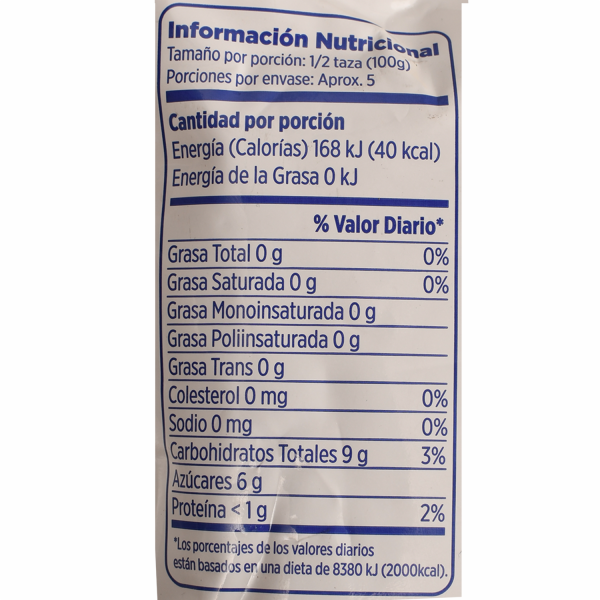 Información Nutricional
Tamaño por porción: 1/2 taza (100g)
Porciones por envase: Aprox. 5
Cantidad por porción
Energía (Calorías) 168 kJ (40 kcal)
Energía de la Grasa 0 kJ
% Valor Diario*
Grasa Total 0 g 0%
Grasa Saturada 0 g 0%
Grasa Monoinsaturada 0 g
Grasa Poliinsaturada 0 g
Grasa Trans 0 g
Colesterol 0 mg 0%
Sodio 0 mg 0%
Carbohidratos Totales 9 g 3%
Azúcares 6 g
Proteína < 1 g 2%
*Los porcentajes de los valores diarios
están basados en una dieta de 8380 kJ (2000kcal).